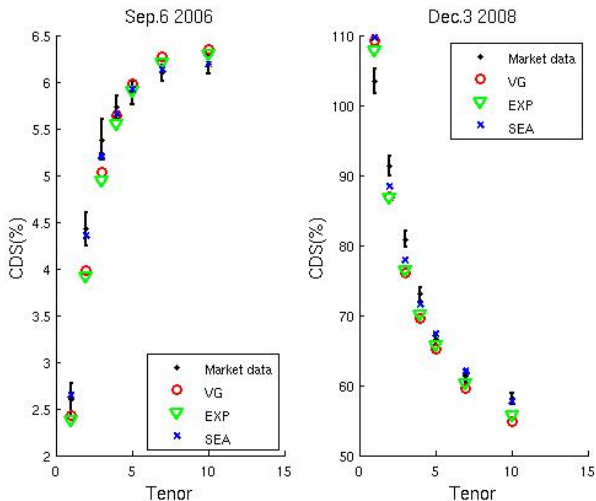 Sep.6 2006
CDS(%)
6.5
6
5.5
5
4.5
4
3.5
3
2.5
2
0 5 10 15
Tenor
Market data
VG
EXP
SEA
Dec.3 2008
CDS(%)
110
100
90
80
70
60
50
0 5 10 15
Tenor
Market data
VG
EXP
SEA